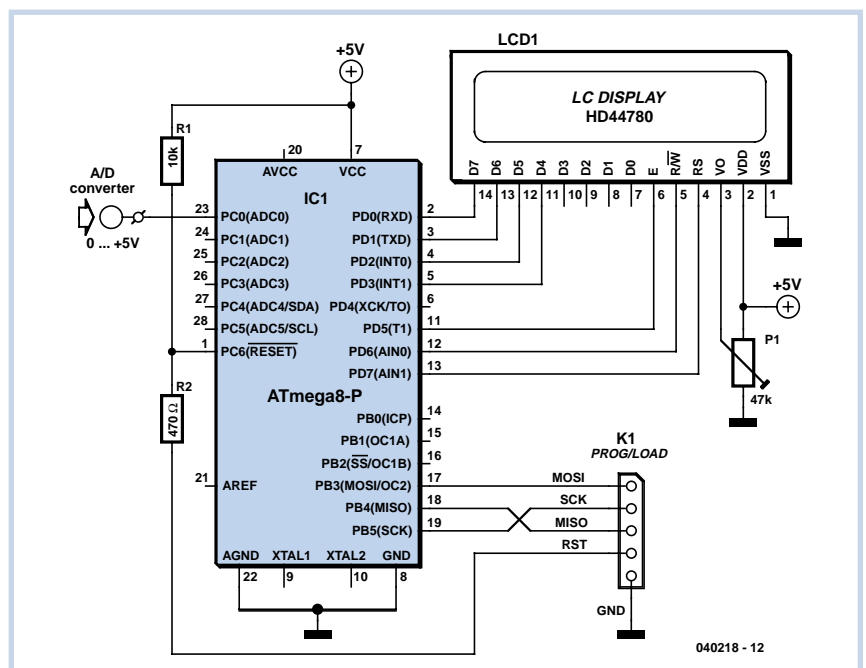 LCD1
+5V
LC DISPLAY
HD44780
D7 D6 D5 D4 D3 D2 D1 D0 E R/W RS VO VDD VSS
14 13 12 11 10 9 8 7 6 5 4 3 2 1
R1
10k
20
7
AVCC
VCC
IC1
A/D
converter
0 ... +5V
23 PC0(ADC0)
24 PC1(ADC1)
25 PC2(ADC2)
26 PC3(ADC3)
27 PC4(ADC4/SDA)
28 PC5(ADC5/SCL)
1 PC6(RESET)
PD0(RXD) 2
PD1(TXD) 3
PD2(INT0) 4
PD3(INT1) 5
PD4(XCK/TO) 6
PD5(T1) 11
PD6(AIN0) 12
PD7(AIN1) 13
+5V
P1
47k
R2
470 Ω
ATmega8-P
PB0(ICP) 14
PB1(OC1A) 15
PB2(SS/OC1B) 16
PB3(MOSI/OC2) 17
PB4(MISO) 18
PB5(SCK) 19
21 AREF
K1
PROG/LOAD
MOSI
SCK
MISO
RST
GND
AGND XTAL1 XTAL2 GND
22 9 10 8
040218 - 12